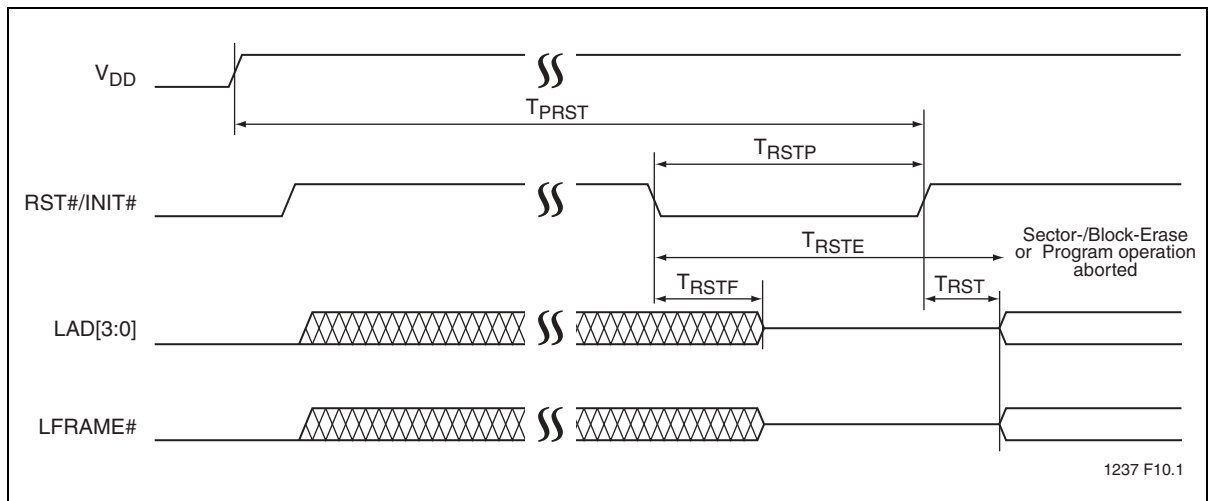 VDD
TPRST
TRSTP
RST#/INIT#
TRSTE
Sector-/Block-Erase
or Program operation
aborted
TRSTF
TRST
LAD[3:0]
LFRAME#
1237 F10.1